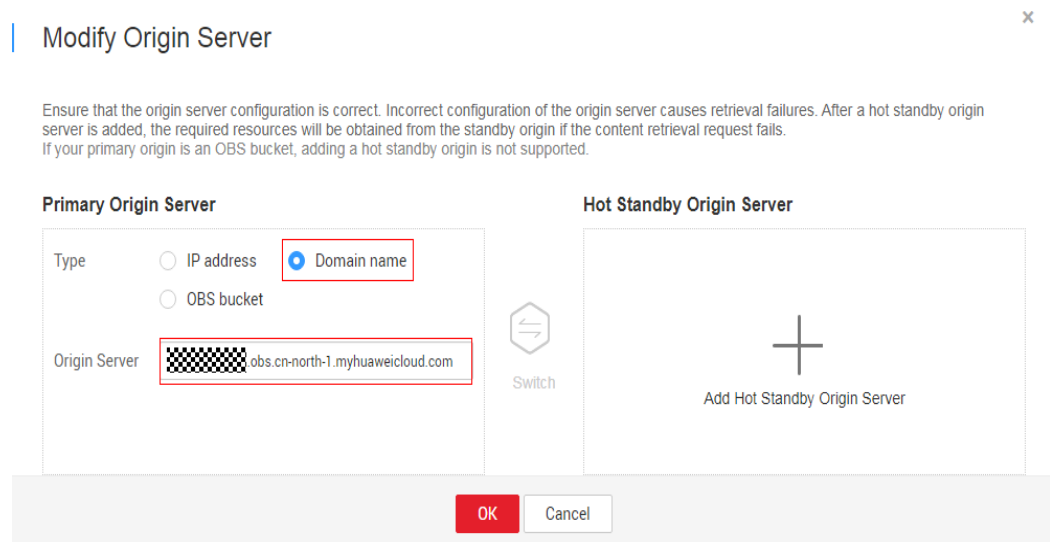 ×
Modify Origin Server
Ensure that the origin server configuration is correct. Incorrect configuration of the origin server causes retrieval failures. After a hot standby origin
server is added, the required resources will be obtained from the standby origin if the content retrieval request fails.
If your primary origin is an OBS bucket, adding a hot standby origin is not supported.
Primary Origin Server
Type
IP address
Domain name
OBS bucket
Origin Server
.obs.cn-north-1.myhuaweicloud.com
Switch
Hot Standby Origin Server
Add Hot Standby Origin Server
OK
Cancel